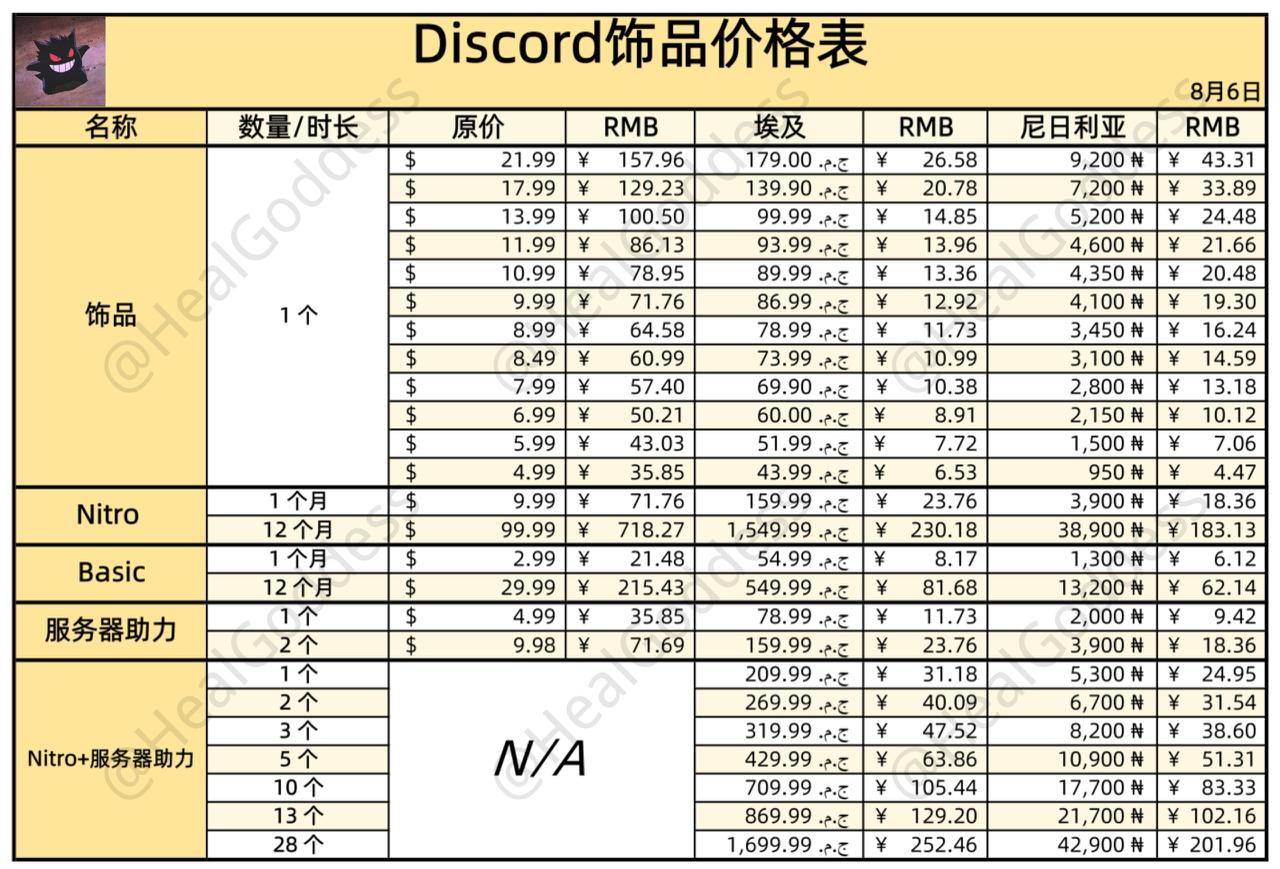 Discord饰品价格表
8月6日
名称 数量/时长 原价 RMB 埃及 RMB 尼日利亚 RMB
饰品 1个
$ 21.99 ¥ 157.96 179.00 ج.م. ¥ 26.58 9,200 ₦ ¥ 43.31
$ 17.99 ¥ 129.23 139.90 ج.م. ¥ 20.78 7,200 ₦ ¥ 33.89
$ 13.99 ¥ 100.50 99.99 ج.م. ¥ 14.85 5,200 ₦ ¥ 24.48
$ 11.99 ¥ 86.13 93.99 ج.م. ¥ 13.96 4,600 ₦ ¥ 21.66
$ 10.99 ¥ 78.95 89.99 ج.م. ¥ 13.36 4,350 ₦ ¥ 20.48
$ 9.99 ¥ 71.76 86.99 ج.م. ¥ 12.92 4,100 ₦ ¥ 19.30
$ 8.99 ¥ 64.58 78.99 ج.م. ¥ 11.73 3,450 ₦ ¥ 16.24
$ 8.49 ¥ 60.99 73.99 ج.م. ¥ 10.99 3,100 ₦ ¥ 14.59
$ 7.99 ¥ 57.40 69.90 ج.م. ¥ 10.38 2,800 ₦ ¥ 13.18
$ 6.99 ¥ 50.21 60.00 ج.م. ¥ 8.91 2,150 ₦ ¥ 10.12
$ 5.99 ¥ 43.03 51.99 ج.م. ¥ 7.72 1,500 ₦ ¥ 7.06
$ 4.99 ¥ 35.85 43.99 ج.م. ¥ 6.53 950 ₦ ¥ 4.47
Nitro
1个月 $ 9.99 ¥ 71.76 159.99 ج.م. ¥ 23.76 3,900 ₦ ¥ 18.36
12个月 $ 99.99 ¥ 718.27 1,549.99 ج.م. ¥ 230.18 38,900 ₦ ¥ 183.13
Basic
1个月 $ 2.99 ¥ 21.48 54.99 ج.م. ¥ 8.17 1,300 ₦ ¥ 6.12
12个月 $ 29.99 ¥ 215.43 549.99 ج.م. ¥ 81.68 13,200 ₦ ¥ 62.14
服务器助力
1个 $ 4.99 ¥ 35.85 78.99 ج.م. ¥ 11.73 2,000 ₦ ¥ 9.42
2个 $ 9.98 ¥ 71.69 159.99 ج.م. ¥ 23.76 3,900 ₦ ¥ 18.36
Nitro+服务器助力
N/A
1个 209.99 ج.م. ¥ 31.18 5,300 ₦ ¥ 24.95
2个 269.99 ج.م. ¥ 40.09 6,700 ₦ ¥ 31.54
3个 319.99 ج.م. ¥ 47.52 8,200 ₦ ¥ 38.60
5个 429.99 ج.م. ¥ 63.86 10,900 ₦ ¥ 51.31
10个 709.99 ج.م. ¥ 105.44 17,700 ₦ ¥ 83.33
13个 869.99 ج.م. ¥ 129.20 21,700 ₦ ¥ 102.16
28个 1,699.99 ج.م. ¥ 252.46 42,900 ₦ ¥ 201.96
@HealGoddess
@HealGoddess
@HealGoddess
@HealGoddess
@HealGoddess
@HealGoddess